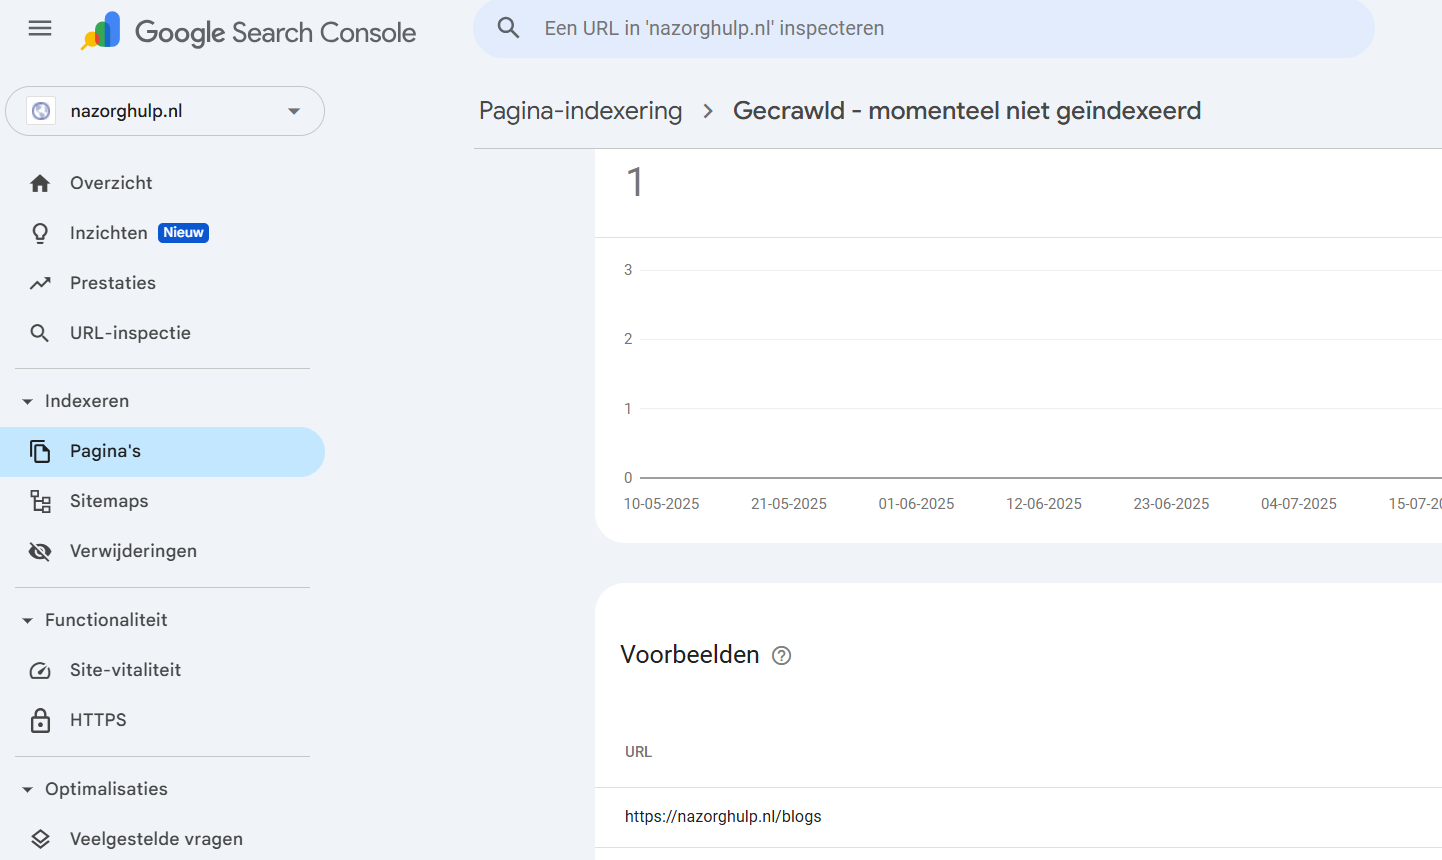 Google Search Console
Een URL in 'nazorghulp.nl' inspecteren
nazorghulp.nl
Pagina-indexering > Gecrawld - momenteel niet geïndexeerd
Overzicht
Inzichten Nieuw
Prestaties
URL-inspectie
Indexeren
Pagina's
Sitemaps
Verwijderingen
Functionaliteit
Site-vitaliteit
HTTPS
Optimalisaties
Veelgestelde vragen
1
3
2
1
0
10-05-2025 21-05-2025 01-06-2025 12-06-2025 23-06-2025 04-07-2025 15-07-20
Voorbeelden
URL
https://nazorghulp.nl/blogs